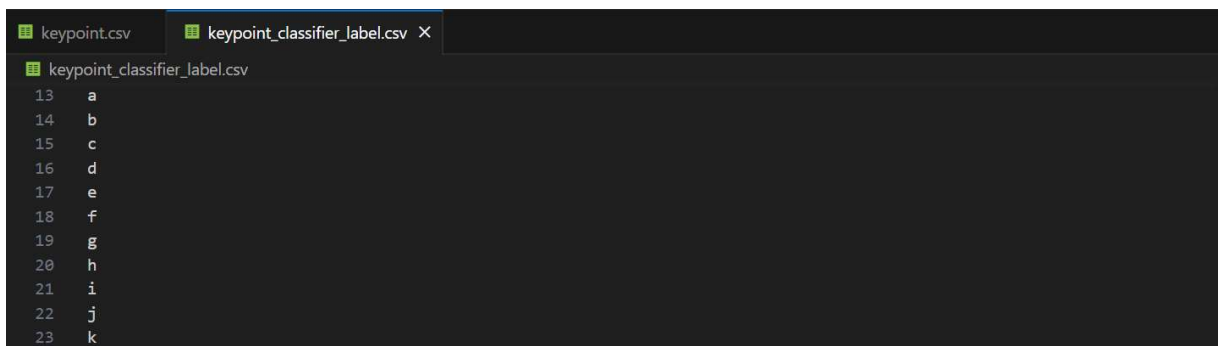 keypoint.csv keypoint_classifier_label.csv ×
keypoint_classifier_label.csv
13 a
14 b
15 c
16 d
17 e
18 f
19 g
20 h
21 i
22 j
23 k